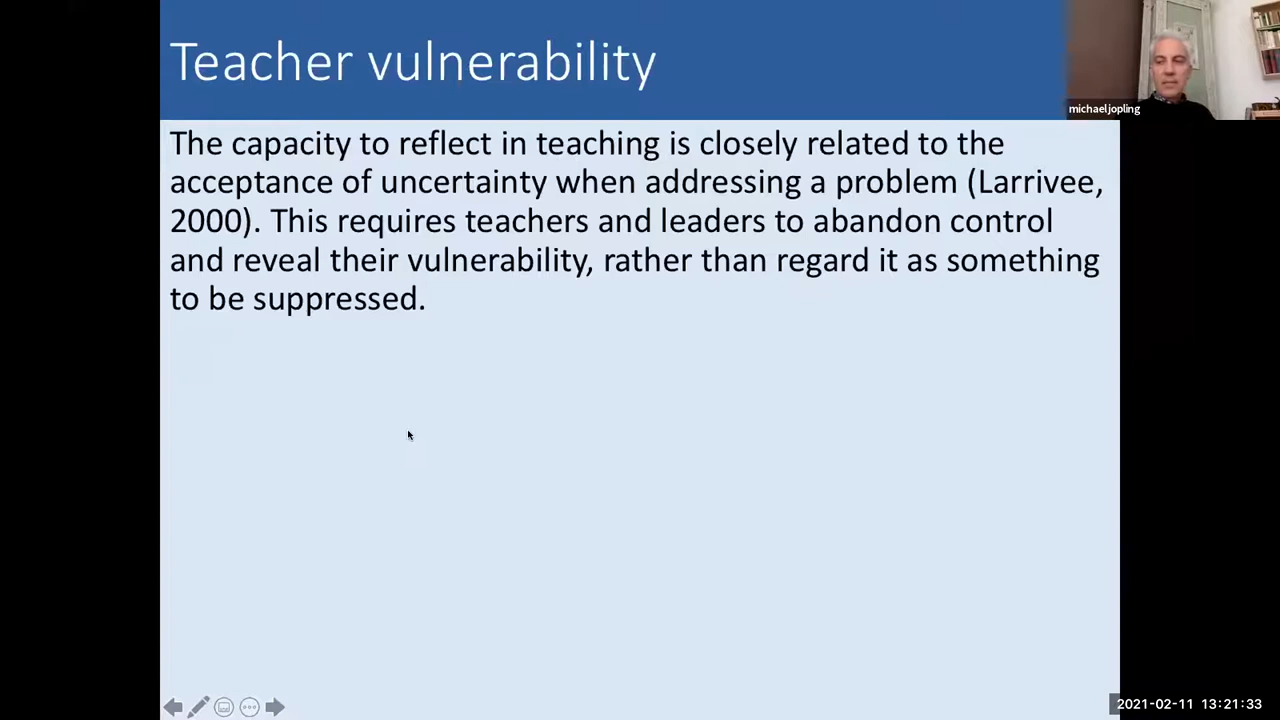 Teacher vulnerability
michaeljopling
The capacity to reflect in teaching is closely related to the
acceptance of uncertainty when addressing a problem (Larrivee,
2000). This requires teachers and leaders to abandon control
and reveal their vulnerability, rather than regard it as something
to be suppressed.
2021-02-11 13:21:33